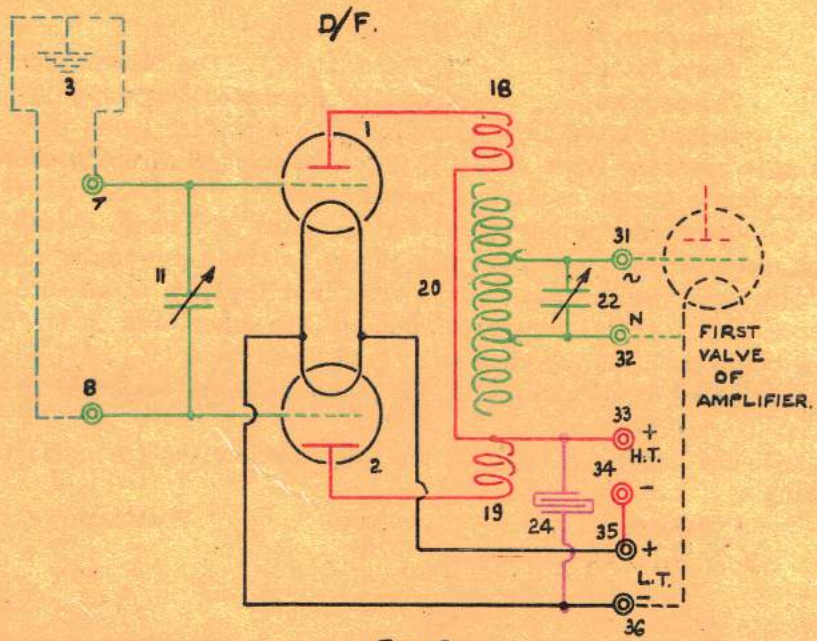 D/F.
3
18
1
7
31
~
11
20
22
N
32
FIRST
VALVE
OF
AMPLIFIER.
8
33
+
H.T.
34
-
2
19
24
35
+
L.T.
-
36